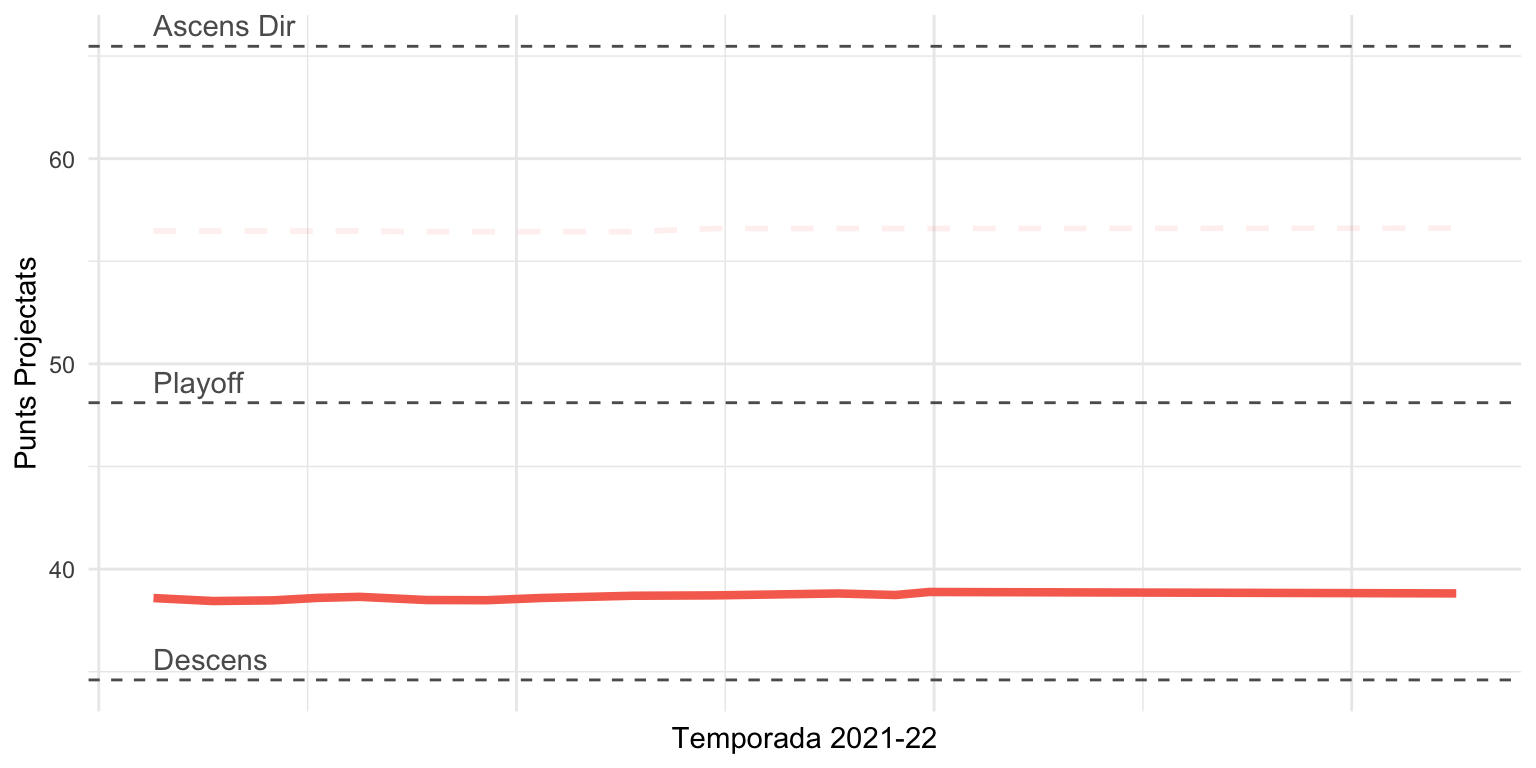 Ascens Dir
60
Punts Projectats
50
Playoff
40
Descens
Temporada 2021-22